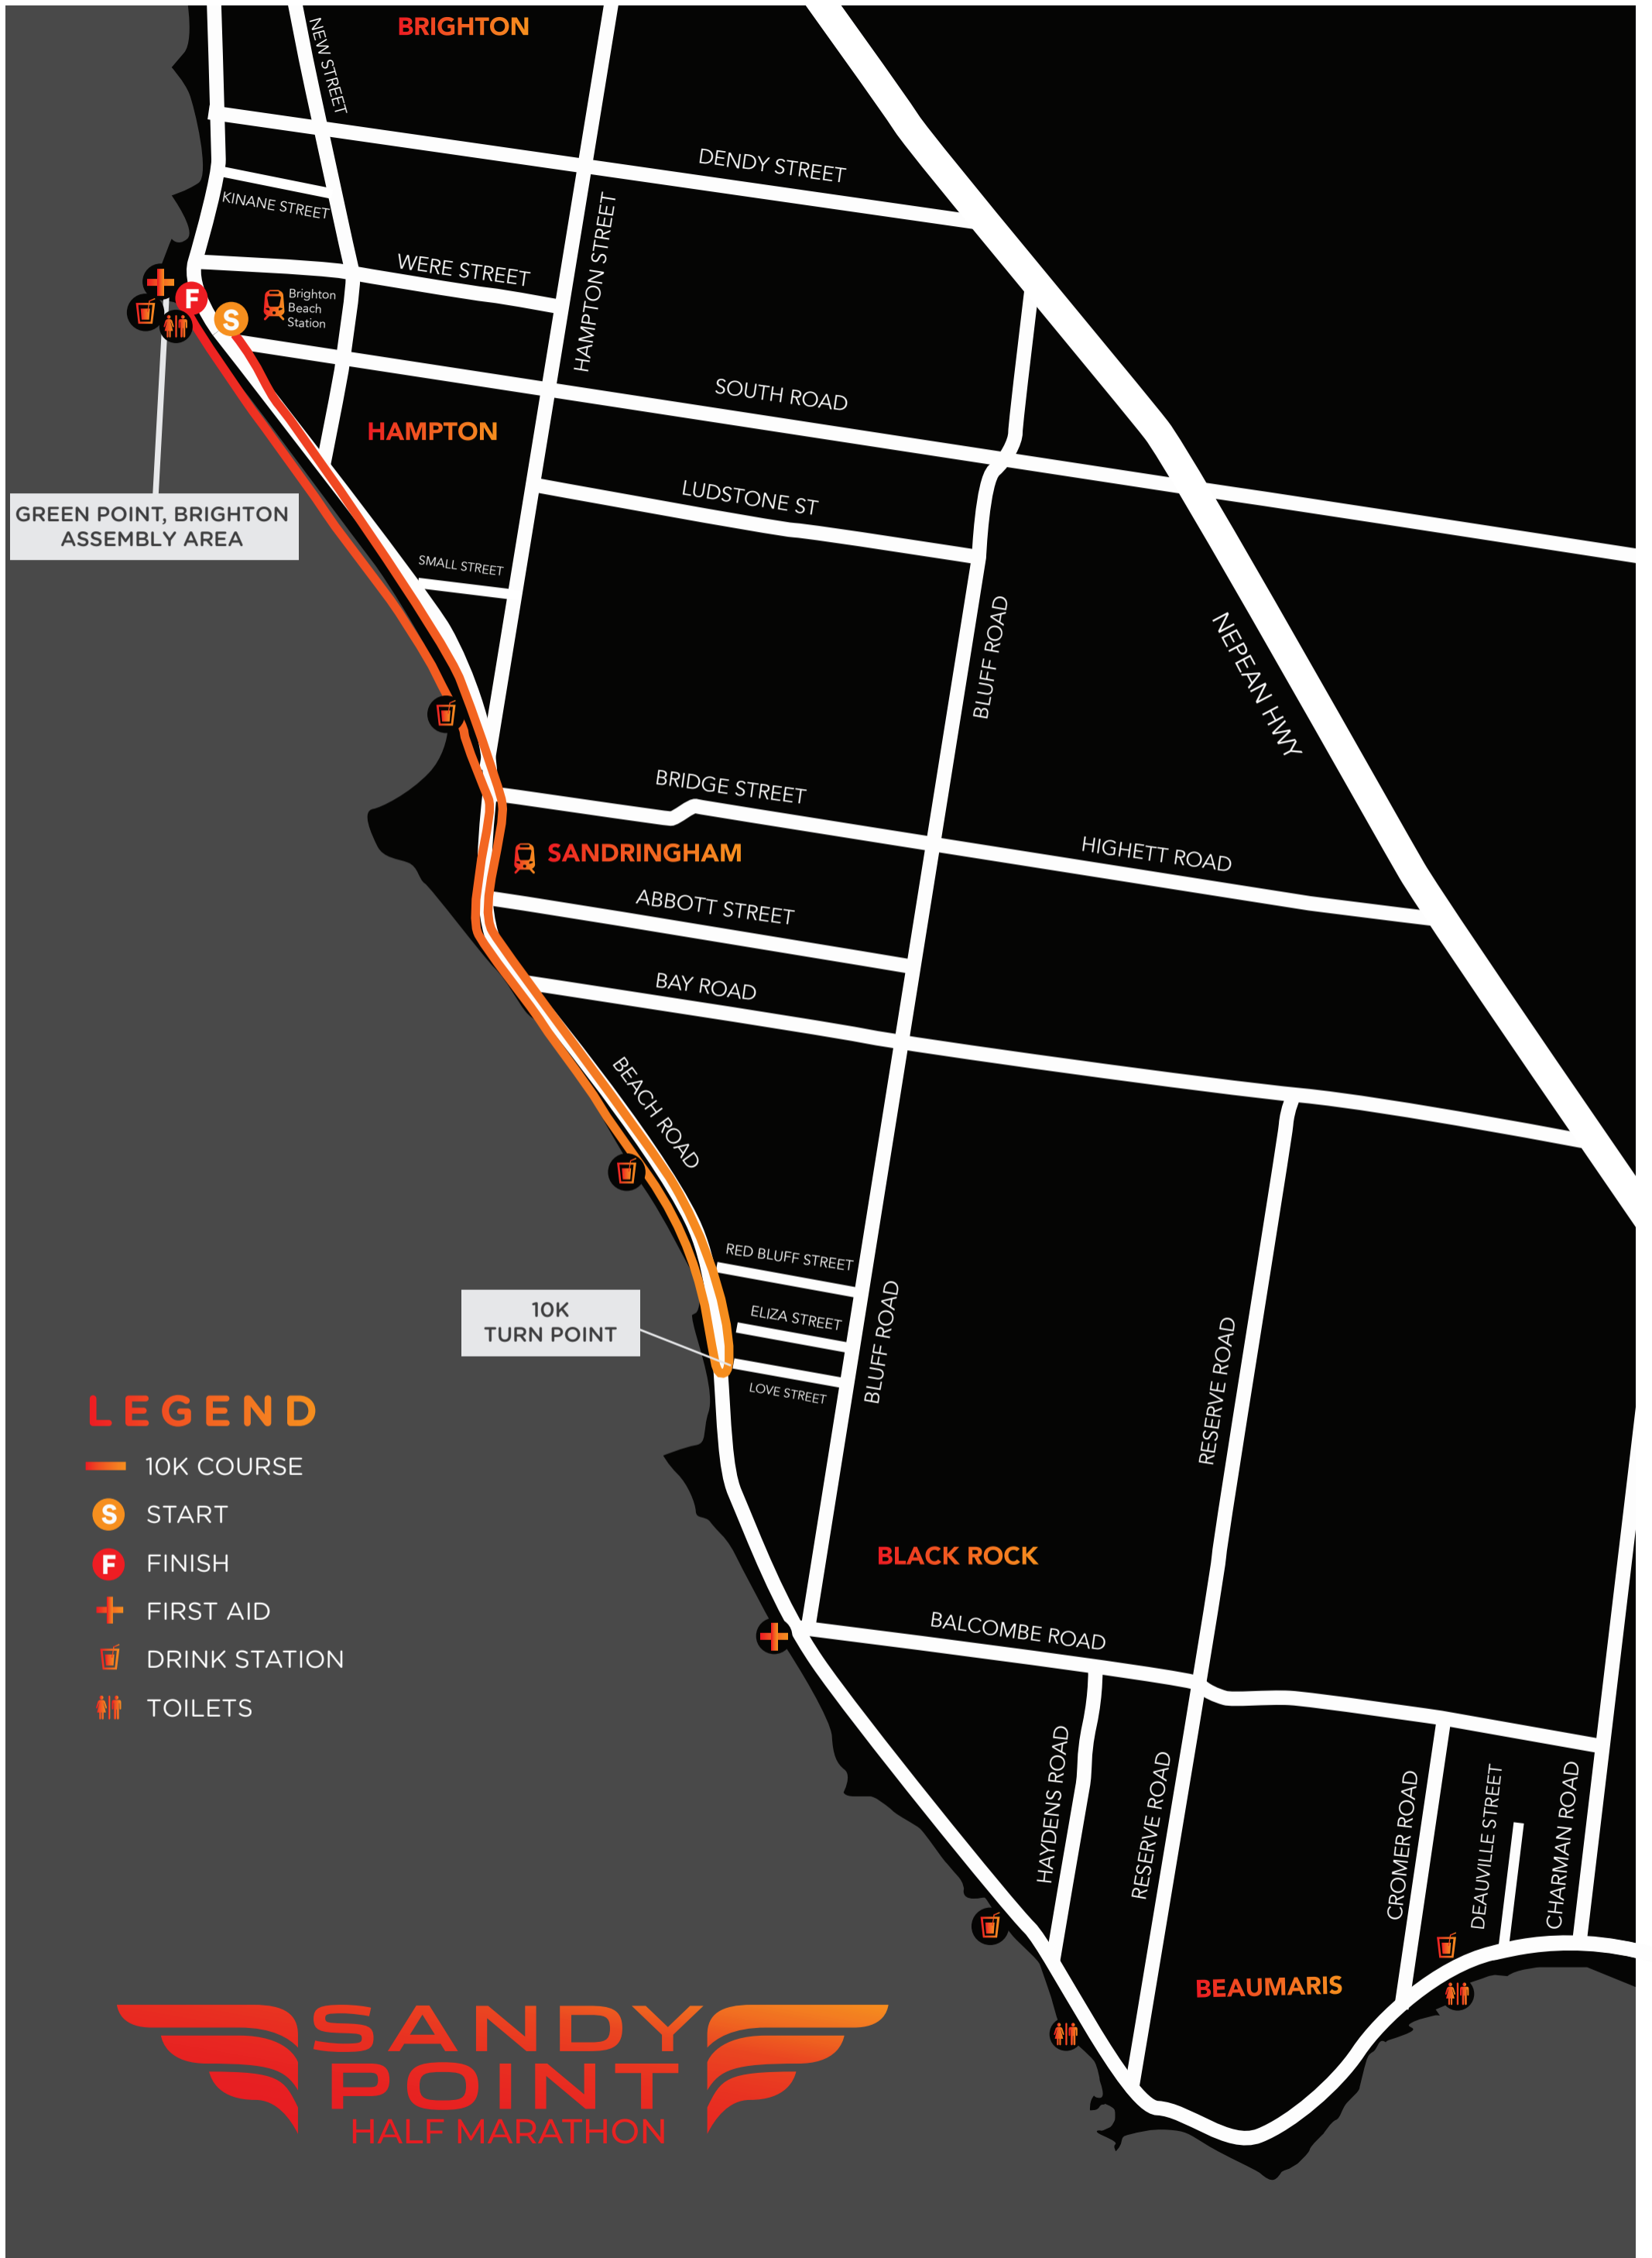 BRIGHTON
NEW STREET
DENDY STREET
KINANE STREET
HAMPTON STREET
WERE STREET
F
S
Brighton
Beach
Station
SOUTH ROAD
HAMPTON
LUDSTONE ST
GREEN POINT, BRIGHTON
ASSEMBLY AREA
SMALL STREET
BLUFF ROAD
NEPEAN HWY
BRIDGE STREET
HIGHETT ROAD
SANDRINGHAM
ABBOTT STREET
BAY ROAD
BEACH ROAD
RED BLUFF STREET
10K
TURN POINT
ELIZA STREET
BLUFF ROAD
LOVE STREET
RESERVE ROAD
LEGEND
10K COURSE
S START
F FINISH
FIRST AID
DRINK STATION
TOILETS
BLACK ROCK
BALCOMBE ROAD
HAYDENS ROAD
RESERVE ROAD
CROMER ROAD
DEAUVILLE STREET
CHARMAN ROAD
BEAUMARIS
SANDY
POINT
HALF MARATHON